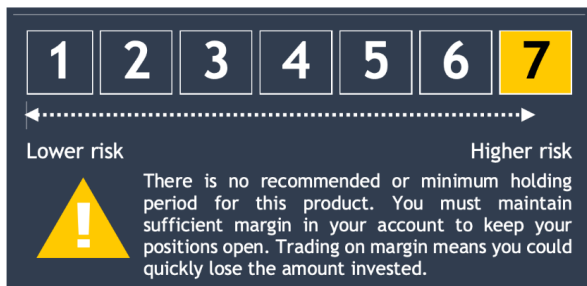 1 2 3 4 5 6 7
Lower risk Higher risk
!
There is no recommended or minimum holding
period for this product. You must maintain
sufficient margin in your account to keep your
positions open. Trading on margin means you could
quickly lose the amount invested.